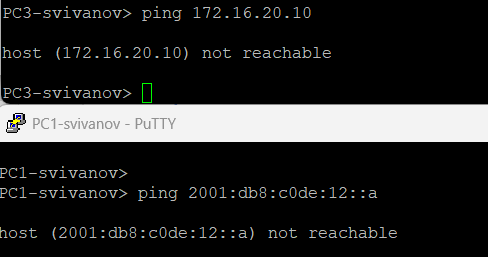 PC3-svivanov> ping 172.16.20.10
host (172.16.20.10) not reachable
PC3-svivanov>
PC1-svivanov - PuTTY
PC1-svivanov>
PC1-svivanov> ping 2001:db8:c0de:12::a
host (2001:db8:c0de:12::a) not reachable